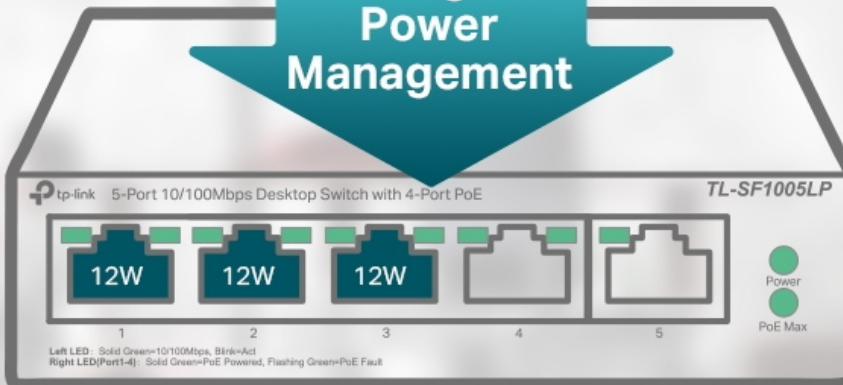 Power
Management
tp-link 5-Port 10/100Mbps Desktop Switch with 4-Port PoE
TL-SF1005LP
12W 12W 12W
Power
PoE Max
1 2 3 4 5
Left LED: Solid Green=10/100Mbps, Blink=Act
Right LED(Port1-4): Solid Green=PoE Powered, Flashing Green=PoE Fault